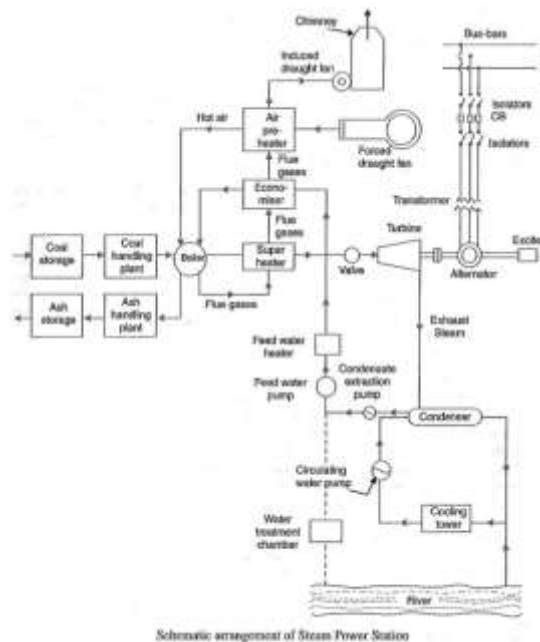 Chimney
Induced
draught fan
Bus-bars
Isolators
CB
Isolators
Hot air
Air
pre-
heater
Forced
draught fan
Flue
gases
Econo-
miser
Flue
gases
Transformer
Turbine
Coal
storage
Coal
handling
plant
Boiler
Super
heater
Valve
Alternator
Exciter
Flue gases
Ash
storage
Ash
handling
plant
Exhaust
Steam
Feed water
heater
Feed water
pump
Condensate
extraction
pump
Condenser
Circulating
water pump
Cooling
tower
Water
treatment
chamber
River
Schematic arrangement of Steam Power Station